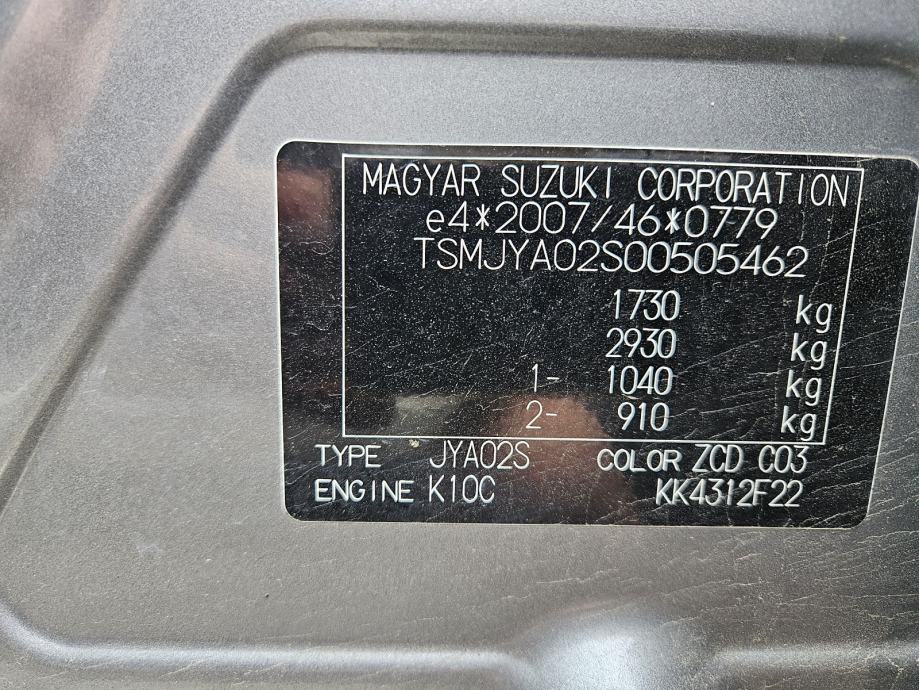 MAGYAR SUZUKI CORPORATION
e4*2007/46*0779
TSMJYA02S00505462
1730 kg
2930 kg
1- 1040 kg
2- 910 kg
TYPE JYA02S COLOR ZCD C03
ENGINE K10C KK4312F22